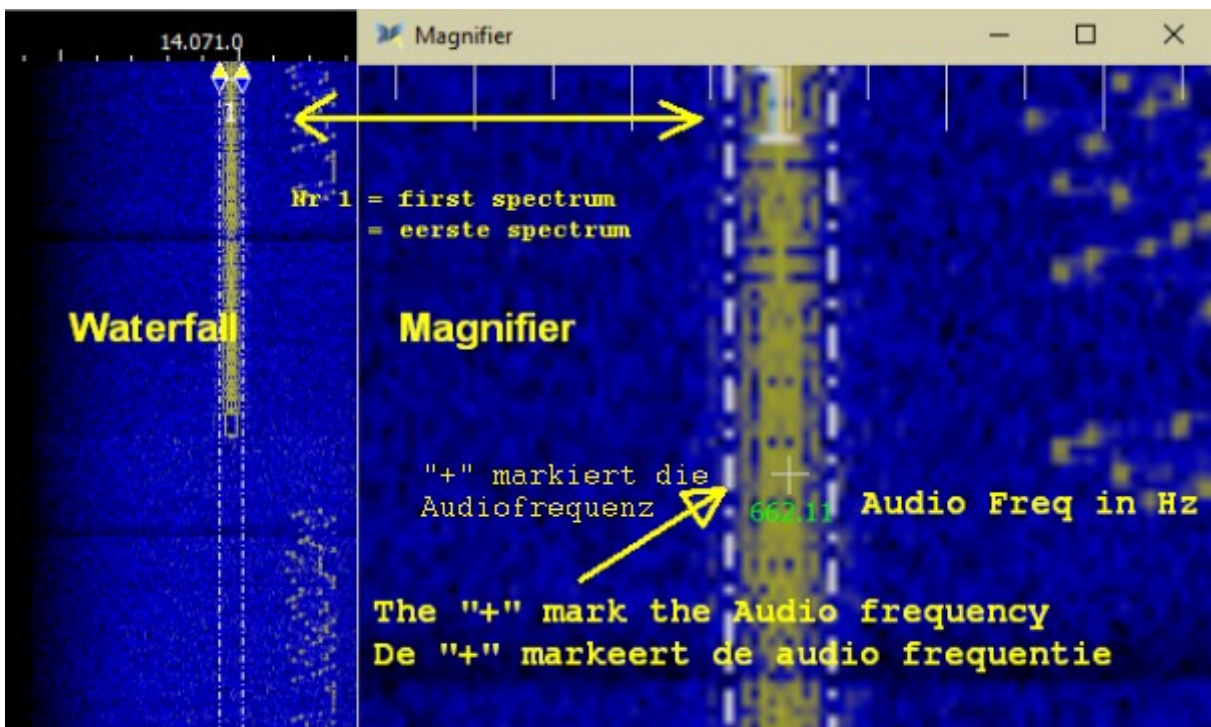 14.071.0
Magnifier
1
Nr 1 = first spectrum
= eerste spectrum
Waterfall
Magnifier
"+" markiert die
Audiofrequenz
662.11
Audio Freq in Hz
The "+" mark the Audio frequency
De "+" markeert de audio frequentie